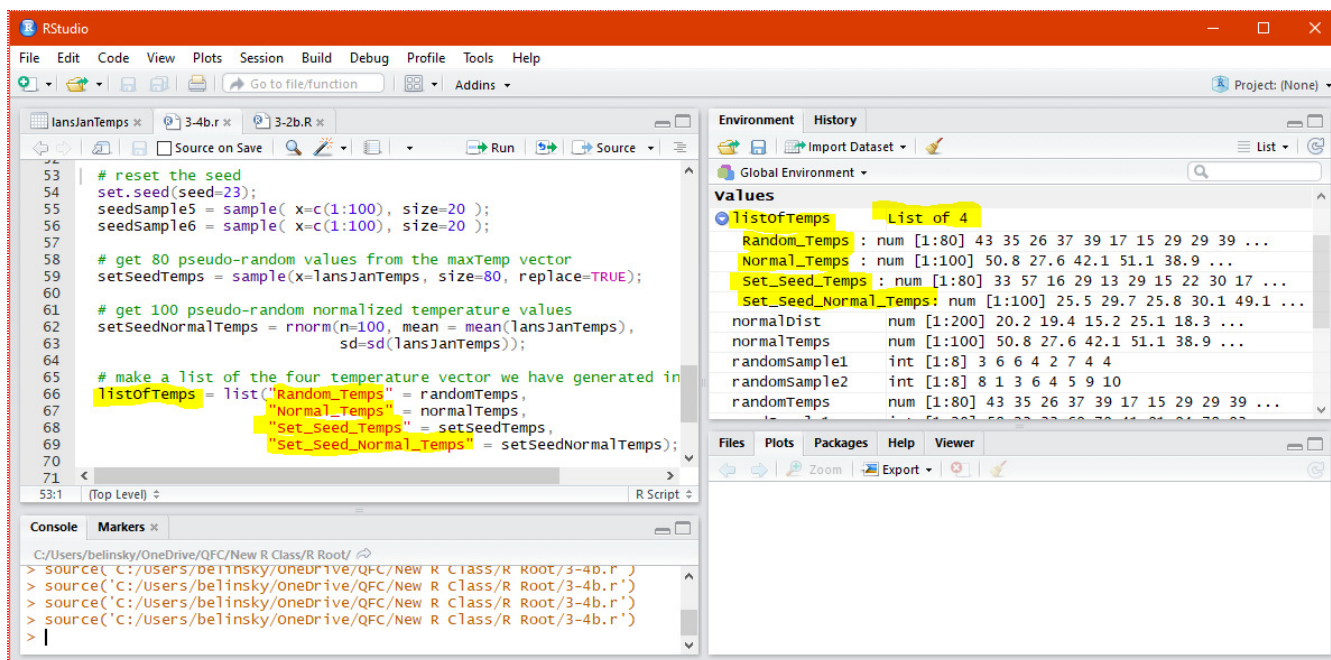 RStudio
File Edit Code View Plots Session Build Debug Profile Tools Help
Go to file/function Addins Project: (None)
lansJanTemps 3-4b.r 3-2b.R
Source on Save Run Source
53 # reset the seed
54 set.seed(seed=23);
55 seedSample5 = sample( x=c(1:100), size=20 );
56 seedSample6 = sample( x=c(1:100), size=20 );
57
58 # get 80 pseudo-random values from the maxTemp vector
59 setSeedTemps = sample(x=lansJanTemps, size=80, replace=TRUE);
60
61 # get 100 pseudo-random normalized temperature values
62 setSeedNormalTemps = rnorm(n=100, mean = mean(lansJanTemps),
63 sd=sd(lansJanTemps));
64
65 # make a list of the four temperature vector we have generated in
66 listOfTemps = list("Random_Temps" = randomTemps,
67 "Normal_Temps" = normalTemps,
68 "Set_Seed_Temps" = setSeedTemps,
69 "Set_Seed_Normal_Temps" = setSeedNormalTemps);
70
71
53:1 (Top Level) R Script
Console Markers
C:/Users/belinsky/OneDrive/QFC/New R Class/R Root/
> source('C:/Users/belinsky/OneDrive/QFC/New R Class/R Root/3-4b.r')
> source('C:/Users/belinsky/OneDrive/QFC/New R Class/R Root/3-4b.r')
> source('C:/Users/belinsky/OneDrive/QFC/New R Class/R Root/3-4b.r')
> source('C:/Users/belinsky/OneDrive/QFC/New R Class/R Root/3-4b.r')
>
Environment History
Import Dataset List
Global Environment
Values
listOfTemps List of 4
Random_Temps : num [1:80] 43 35 26 37 39 17 15 29 29 39 ...
Normal_Temps : num [1:100] 50.8 27.6 42.1 51.1 38.9 ...
Set_Seed_Temps : num [1:80] 33 57 16 29 13 29 15 22 30 17 ...
Set_Seed_Normal_Temps: num [1:100] 25.5 29.7 25.8 30.1 49.1 ...
normalDist num [1:200] 20.2 19.4 15.2 25.1 18.3 ...
normalTemps num [1:100] 50.8 27.6 42.1 51.1 38.9 ...
randomSample1 int [1:8] 3 6 6 4 2 7 4 4
randomSample2 int [1:8] 8 1 3 6 4 5 9 10
randomTemps num [1:80] 43 35 26 37 39 17 15 29 29 39 ...
Files Plots Packages Help Viewer
Zoom Export